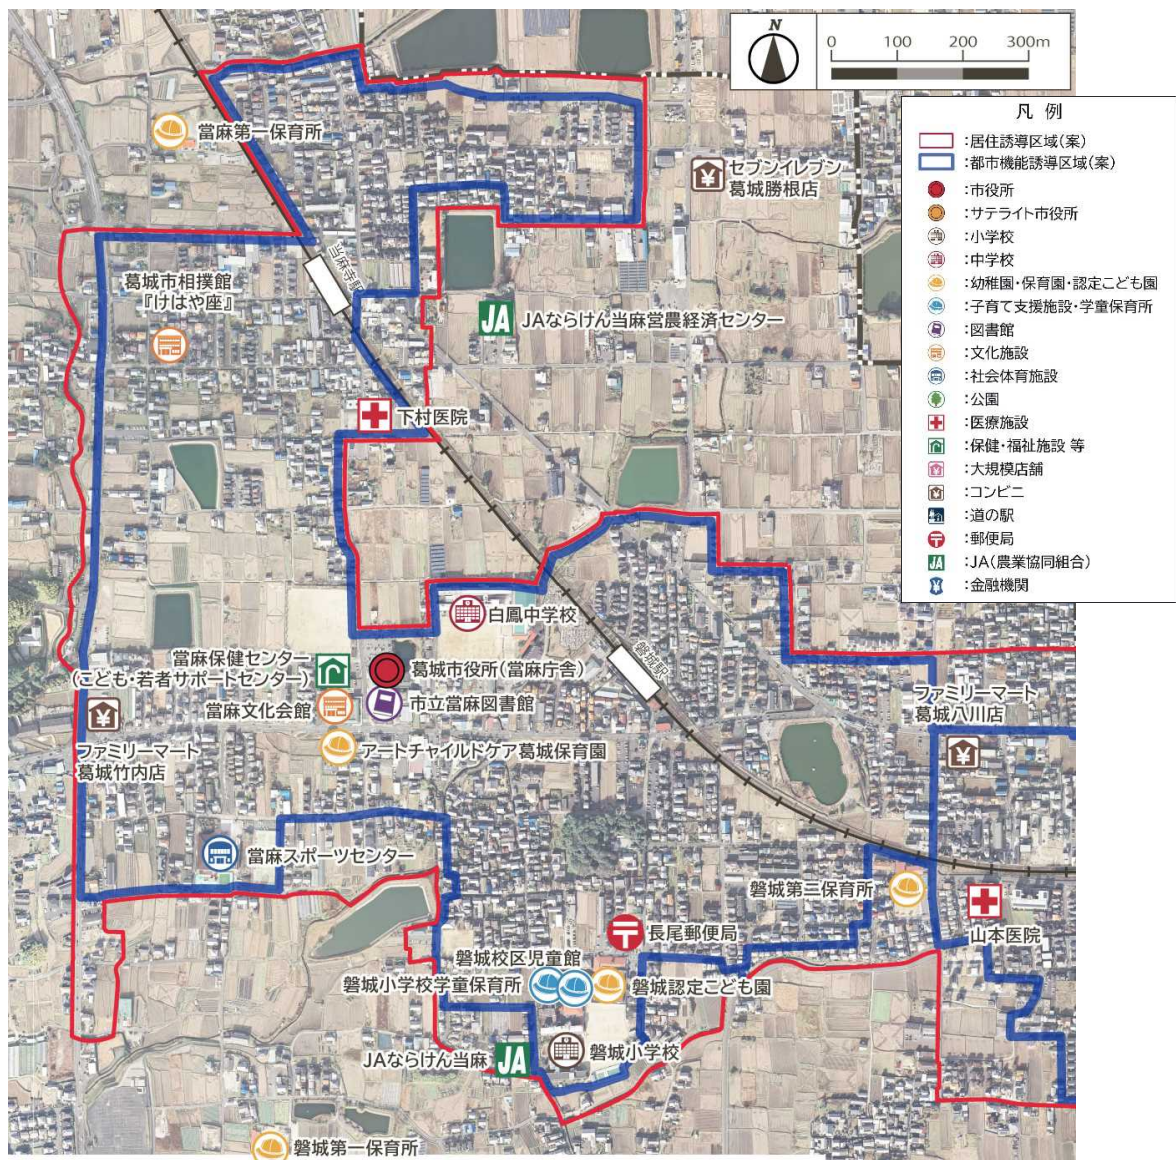 N
0 100 200 300m
凡 例
:居住誘導区域(案)
:都市機能誘導区域(案)
:市役所
:サテライト市役所
:小学校
:中学校
:幼稚園・保育園・認定こども園
:子育て支援施設・学童保育所
:図書館
:文化施設
:社会体育施設
:公園
:医療施設
:保健・福祉施設 等
:大規模店舗
:コンビニ
:道の駅
:郵便局
JA :JA(農業協同組合)
:金融機関
當麻第一保育所
セブンイレブン
葛城勝根店
当麻寺駅
葛城市相撲館
『けはや座』
JA JAならけん当麻営農経済センター
下村医院
白鳳中学校
當麻保健センター
(こども・若者サポートセンター)
葛城市役所(當麻庁舎)
磐城駅
當麻文化会館
市立當麻図書館
ファミリーマート
葛城八川店
ファミリーマート
葛城竹内店
アートチャイルドケア葛城保育園
當麻スポーツセンター
磐城第二保育所
長尾郵便局
山本医院
磐城校区児童館
磐城小学校学童保育所
磐城認定こども園
JAならけん当麻 JA
磐城小学校
磐城第一保育所